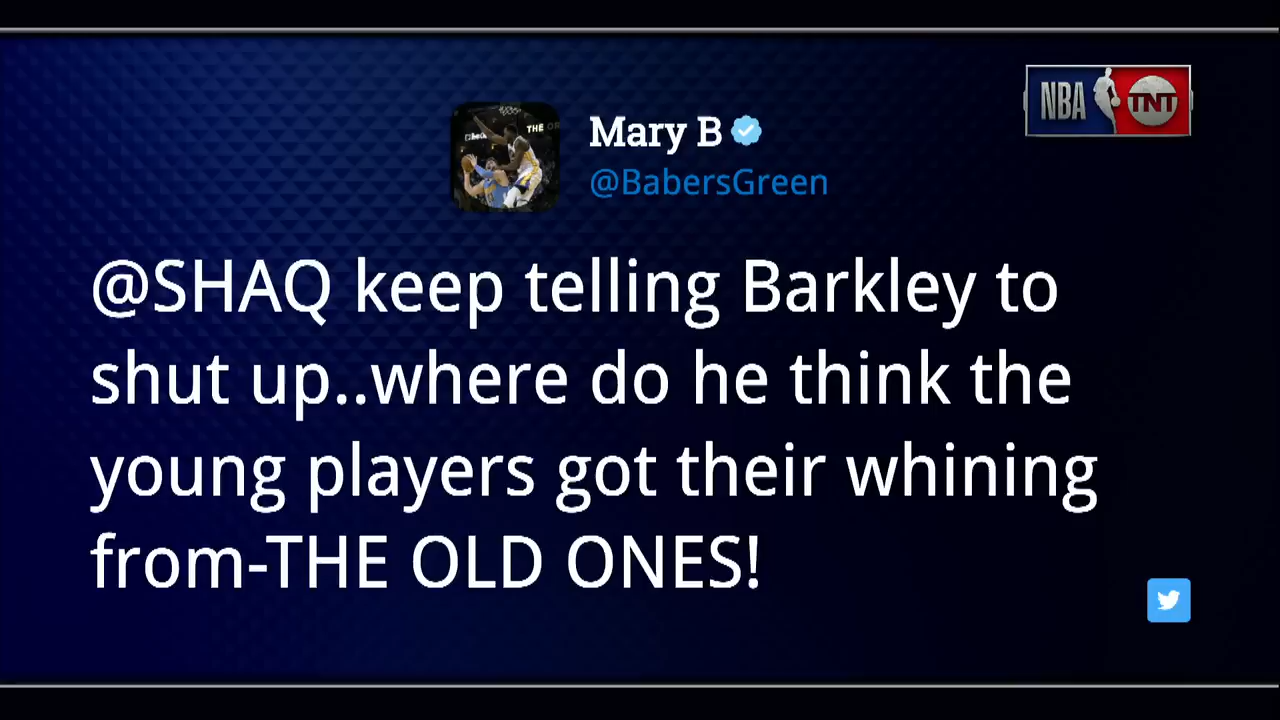 NBA TNT
Mary B
@BabersGreen
@SHAQ keep telling Barkley to
shut up..where do he think the
young players got their whining
from-THE OLD ONES!